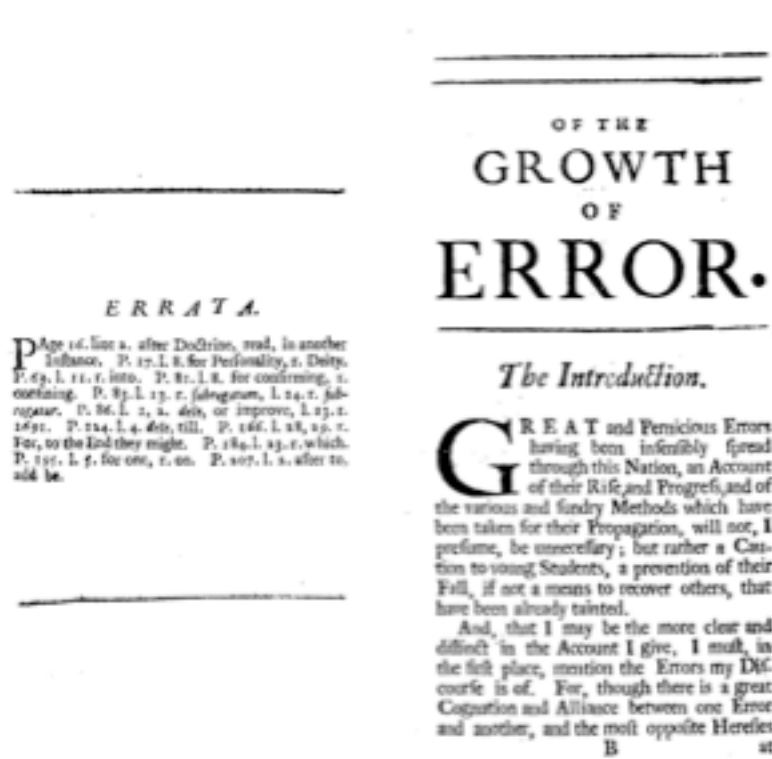 ERRATA.
PAge 16. line 2. after Doctrine, read, in another
Inſtance. P. 17. l. 8. for Perſonality, r. Deity.
P. 69. l. 11. r. into. P. 81. l. 8. for confirming, r.
confining. P. 83. l. 13. r. ſubrogatum, l. 24. r. ſub-
rogatur. P. 86. l. 2, dele, or improve, l. 23. r.
1691. P. 124. l. 4. dele, till. P. 166. l. 28, 29. r.
For, to the End they might. P. 184. l. 23. r. which.
P. 195. l. 5. for one, r. on. P. 207. l. 2. after to,
add be.
OF THE
GROWTH
OF
ERROR.
The Introduction.
GREAT and Pernicious Errors
having been inſenſibly ſpread
through this Nation, an Account
of their Riſe, and Progreſs, and of
the various and ſundry Methods which have
been taken for their Propagation, will not, I
preſume, be unneceſſary; but rather a Cau-
tion to young Students, a prevention of their
Fall, if not a means to recover others, that
have been already tainted.
And, that I may be the more clear and
diſtinct in the Account I give, I muſt, in
the firſt place, mention the Errors my Diſ-
courſe is of. For, though there is a great
Cognation and Alliance between one Error
and another, and the moſt oppoſite Hereſies
B at